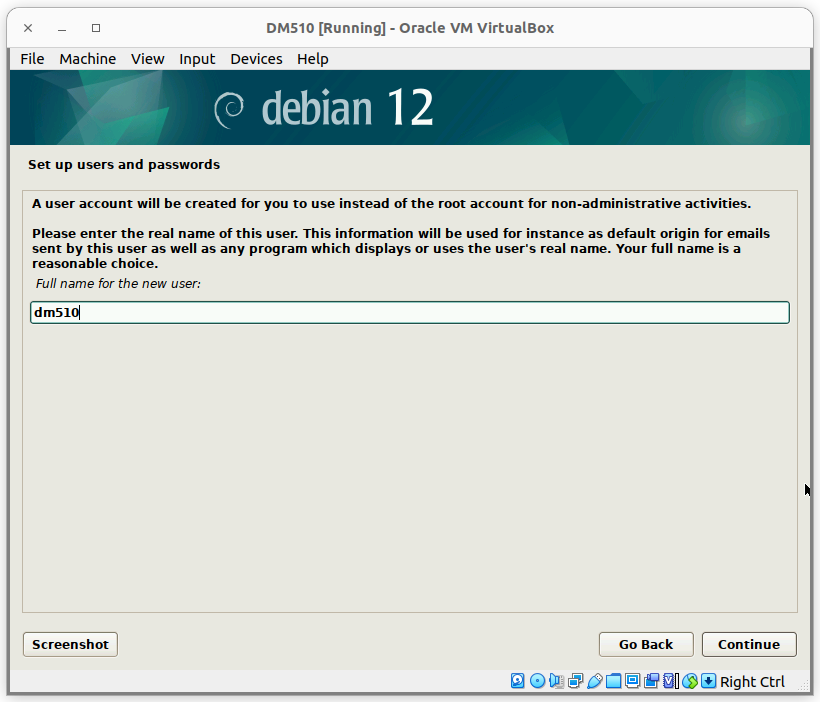 DM510 [Running] - Oracle VM VirtualBox
File Machine View Input Devices Help
debian 12
Set up users and passwords
A user account will be created for you to use instead of the root account for non-administrative activities.
Please enter the real name of this user. This information will be used for instance as default origin for emails
sent by this user as well as any program which displays or uses the user's real name. Your full name is a
reasonable choice.
Full name for the new user:
dm510
Screenshot Go Back Continue
Right Ctrl